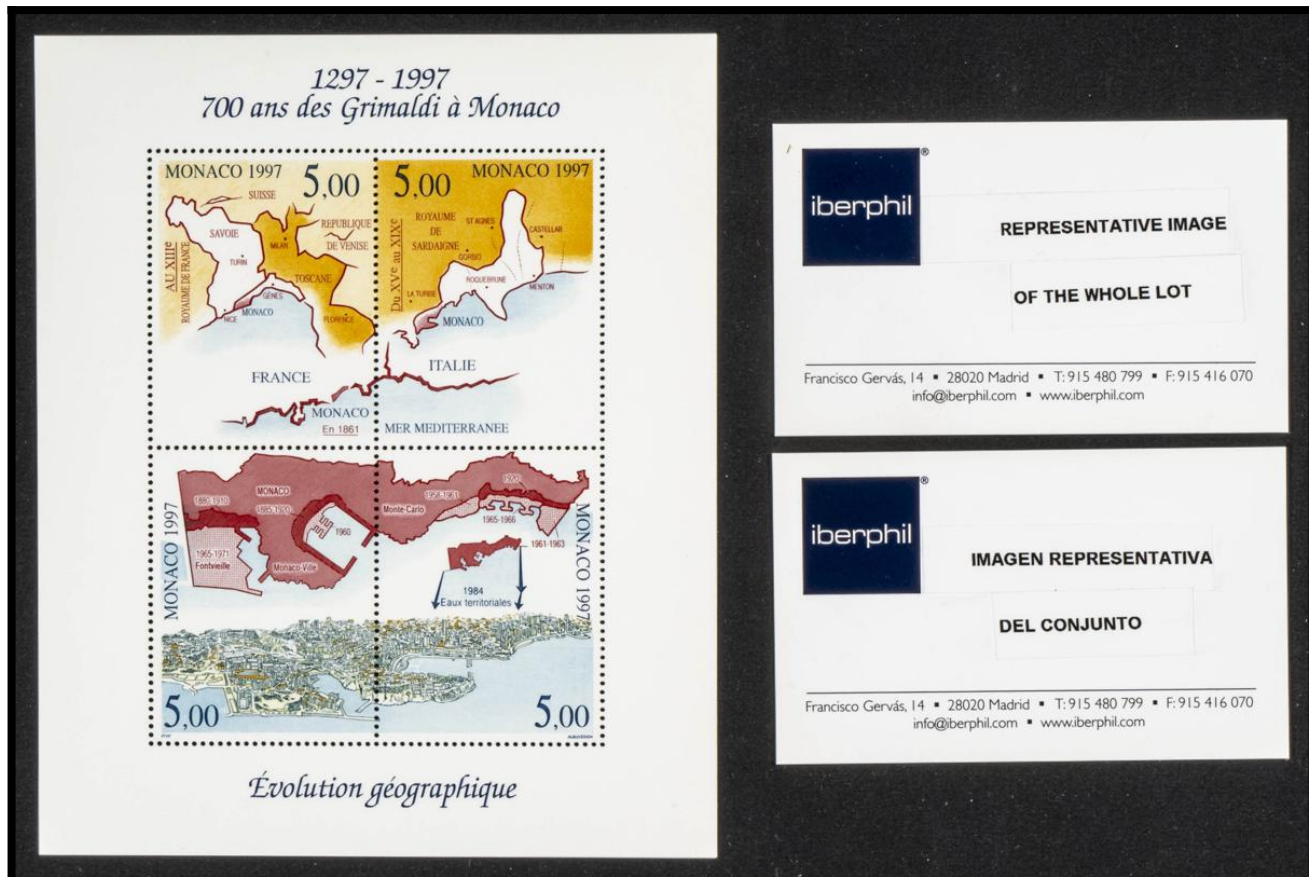 1297 - 1997
700 ans des Grimaldi à Monaco
MONACO 1997
5,00
SUISSE
SAVOIE
MILAN
REPUBLIQUE
DE VENISE
TURIN
TOSCANE
GÊNES
NICE
MONACO
FLORENCE
AU XIIIe
ROYAUME DE FRANCE
5,00
MONACO 1997
ROYAUME
DE
SARDAIGNE
ST AGNES
CASTELLAR
GORBIO
ROQUEBRUNE
LA TURBIE
MENTON
MONACO
Du XVe au XIXe
FRANCE
ITALIE
MONACO
En 1861
MER MEDITERRANEE
MONACO 1997
1880-1910
MONACO
1960
1965-1971
Fontvieille
Monaco-Ville
5,00
Monte-Carlo
1920
1965-1966
1961-1963
1984
Eaux territoriales
MONACO 1997
5,00
Évolution géographique
iberphil®
REPRESENTATIVE IMAGE
OF THE WHOLE LOT
Francisco Gervás, 14 ▪ 28020 Madrid ▪ T: 915 480 799 ▪ F: 915 416 070
info@iberphil.com ▪ www.iberphil.com
iberphil®
IMAGEN REPRESENTATIVA
DEL CONJUNTO
Francisco Gervás, 14 ▪ 28020 Madrid ▪ T: 915 480 799 ▪ F: 915 416 070
info@iberphil.com ▪ www.iberphil.com